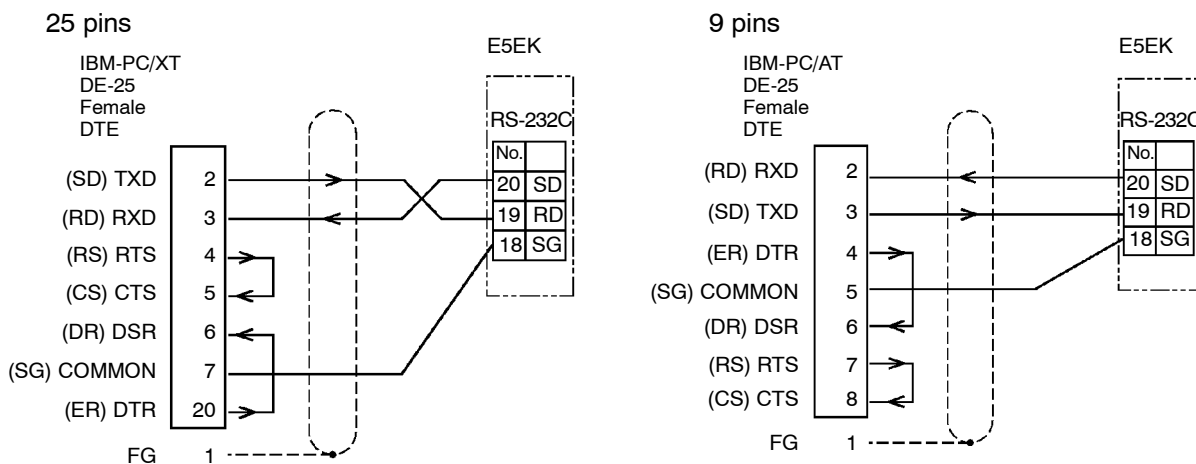 25 pins
IBM-PC/XT
DE-25
Female
DTE
E5EK
RS-232C
No.
20 SD
19 RD
18 SG
(SD) TXD 2
(RD) RXD 3
(RS) RTS 4
(CS) CTS 5
(DR) DSR 6
(SG) COMMON 7
(ER) DTR 20
FG 1
9 pins
IBM-PC/AT
DE-25
Female
DTE
E5EK
RS-232C
No.
20 SD
19 RD
18 SG
(RD) RXD 2
(SD) TXD 3
(ER) DTR 4
(SG) COMMON 5
(DR) DSR 6
(RS) RTS 7
(CS) CTS 8
FG 1